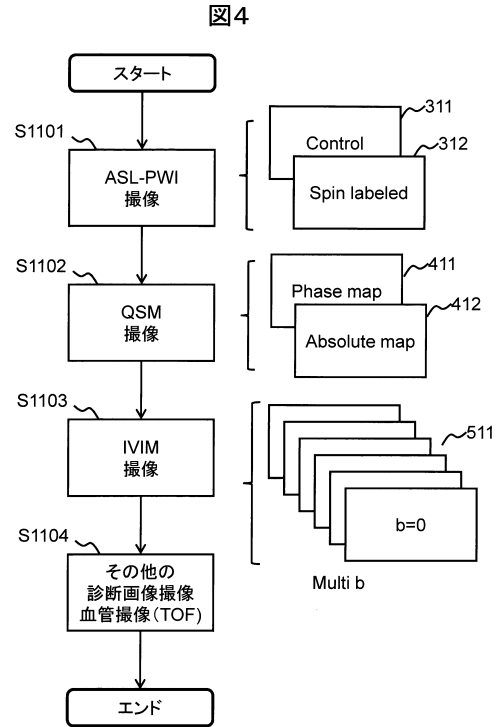 図4
スタート
S1101
ASL-PWI
撮像
311
Control
312
Spin labeled
S1102
QSM
撮像
411
Phase map
412
Absolute map
S1103
IVIM
撮像
511
b=0
Multi b
S1104
その他の
診断画像撮像
血管撮像(TOF)
エンド